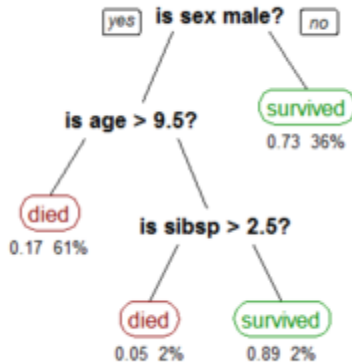 yes is sex male? no
is age > 9.5?
survived
0.73 36%
died
0.17 61%
is sibsp > 2.5?
died survived
0.05 2% 0.89 2%